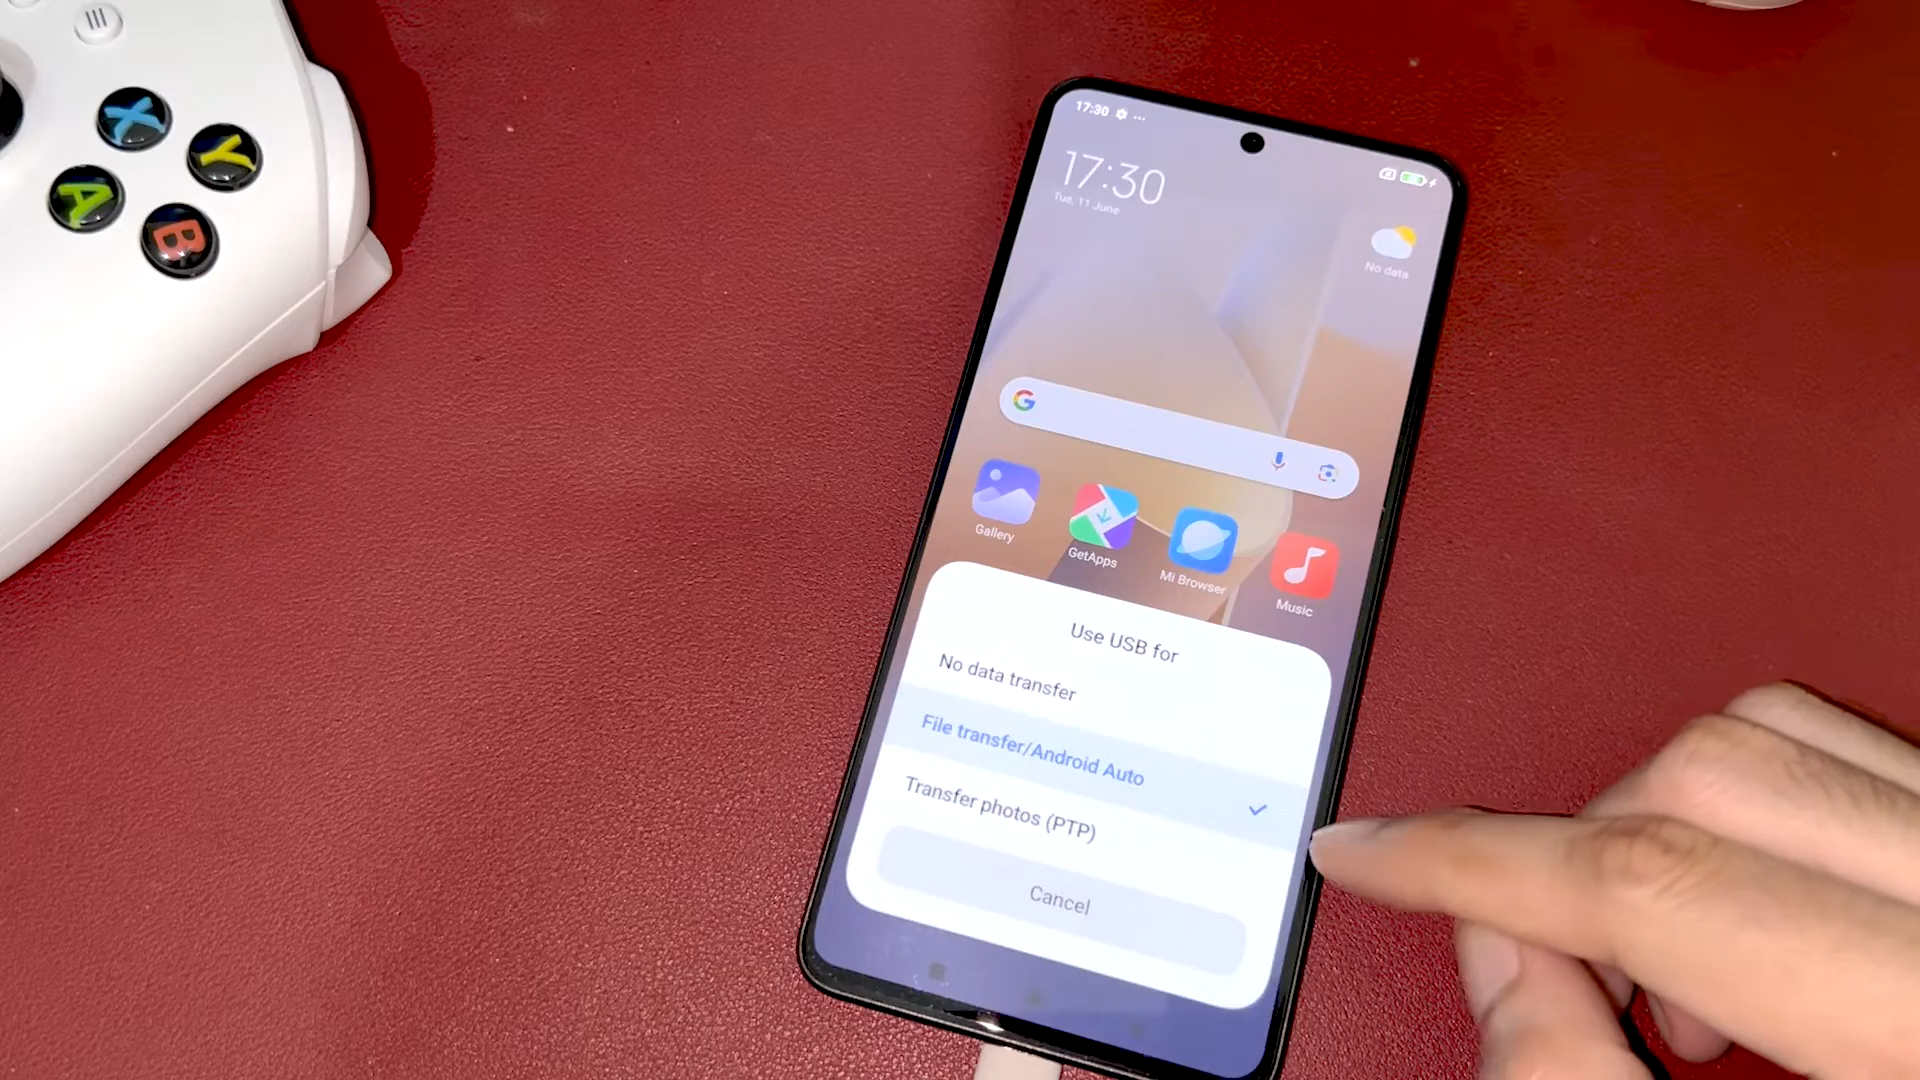 X
Y
A
B
17:30 ...
17:30
Tue, 11 June
No data
G
Gallery
GetApps
Mi Browser
Music
Use USB for
No data transfer
File transfer/Android Auto
Transfer photos (PTP)
Cancel